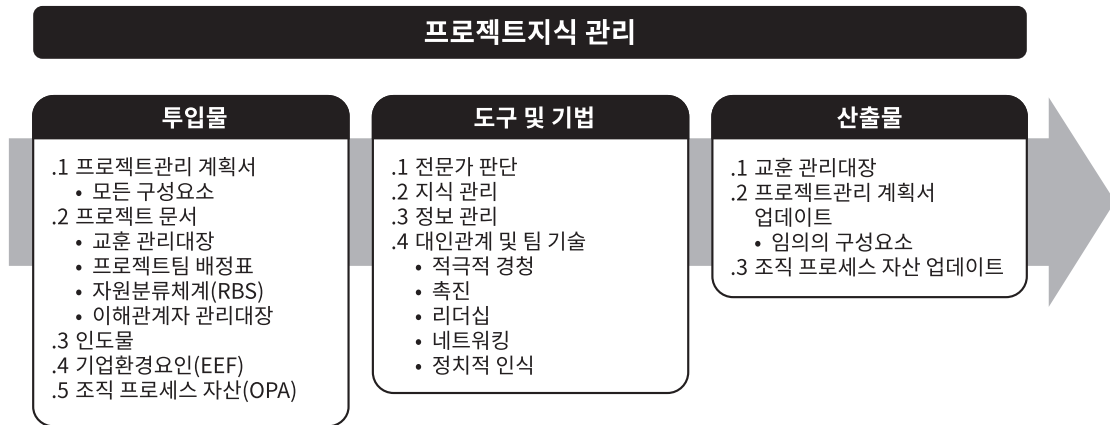 프로젝트지식 관리
투입물
.1 프로젝트관리 계획서
• 모든 구성요소
.2 프로젝트 문서
• 교훈 관리대장
• 프로젝트팀 배정표
• 자원분류체계(RBS)
• 이해관계자 관리대장
.3 인도물
.4 기업환경요인(EEF)
.5 조직 프로세스 자산(OPA)
도구 및 기법
.1 전문가 판단
.2 지식 관리
.3 정보 관리
.4 대인관계 및 팀 기술
• 적극적 경청
• 촉진
• 리더십
• 네트워킹
• 정치적 인식
산출물
.1 교훈 관리대장
.2 프로젝트관리 계획서
업데이트
• 임의의 구성요소
.3 조직 프로세스 자산 업데이트